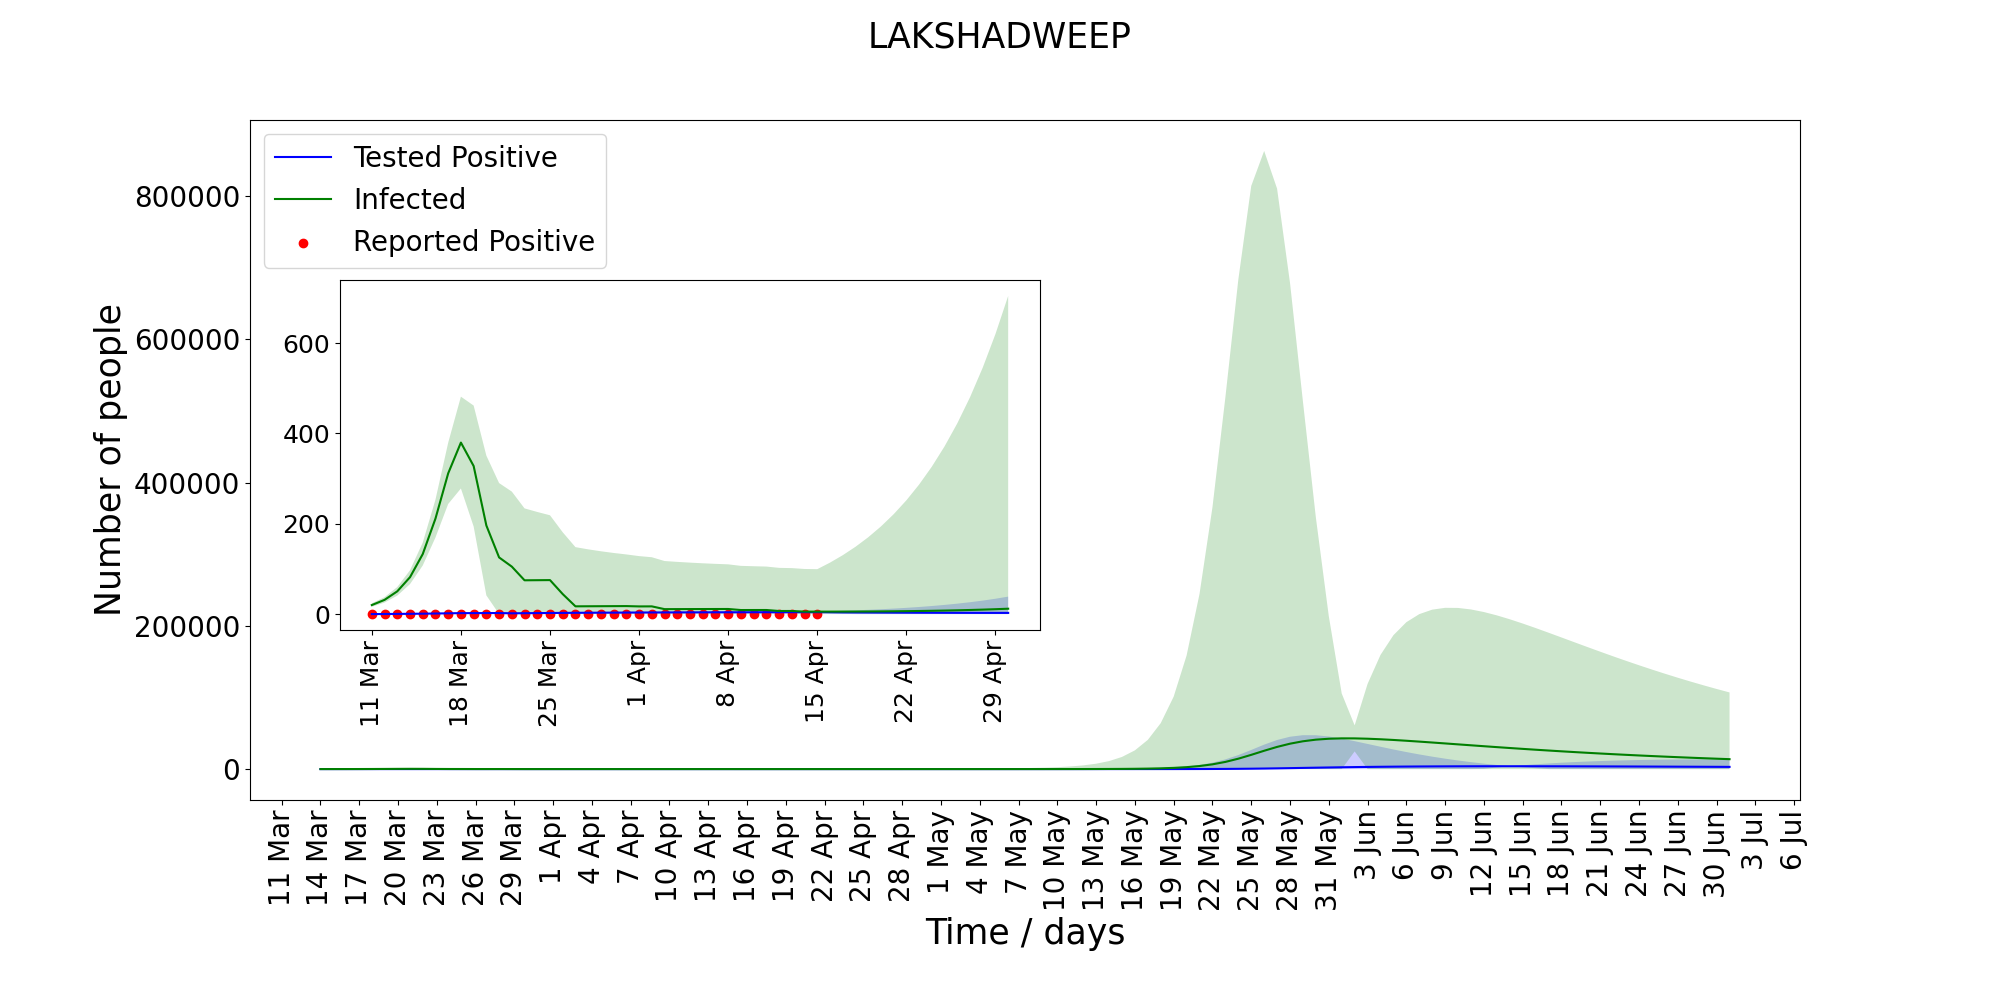 LAKSHADWEEP
Tested Positive
Infected
Reported Positive
Number of people
800000
600000
400000
200000
0
600
400
200
0
11 Mar
18 Mar
25 Mar
1 Apr
8 Apr
15 Apr
22 Apr
29 Apr
11 Mar
14 Mar
17 Mar
20 Mar
23 Mar
26 Mar
29 Mar
1 Apr
4 Apr
7 Apr
10 Apr
13 Apr
16 Apr
19 Apr
22 Apr
25 Apr
28 Apr
1 May
4 May
7 May
10 May
13 May
16 May
19 May
22 May
25 May
28 May
31 May
3 Jun
6 Jun
9 Jun
12 Jun
15 Jun
18 Jun
21 Jun
24 Jun
27 Jun
30 Jun
3 Jul
6 Jul
Time / days